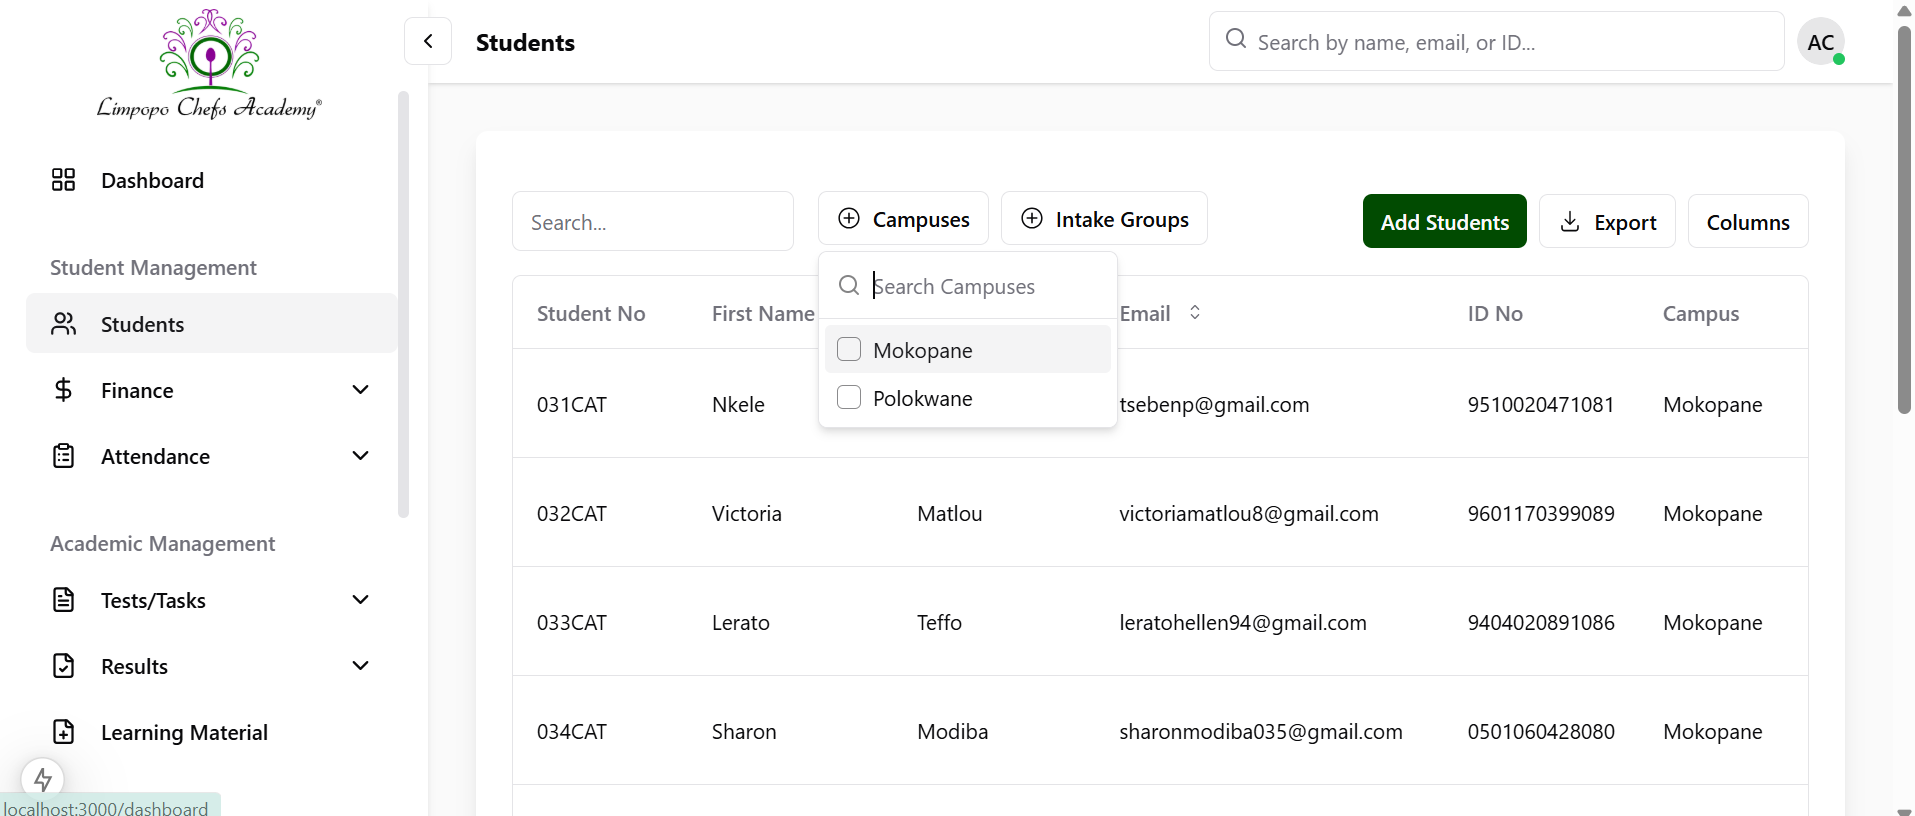 Limpopo Chefs Academy®
Students
Search by name, email, or ID...
AC
Dashboard
Student Management
Students
Finance
Attendance
Academic Management
Tests/Tasks
Results
Learning Material
localhost:3000/dashboard
Search...
Campuses
Intake Groups
Add Students
Export
Columns
Search Campuses
Mokopane
Polokwane
Student No First Name Email ID No Campus
031CAT Nkele tsebenp@gmail.com 9510020471081 Mokopane
032CAT Victoria Matlou victoriamatlou8@gmail.com 9601170399089 Mokopane
033CAT Lerato Teffo leratohellen94@gmail.com 9404020891086 Mokopane
034CAT Sharon Modiba sharonmodiba035@gmail.com 0501060428080 Mokopane